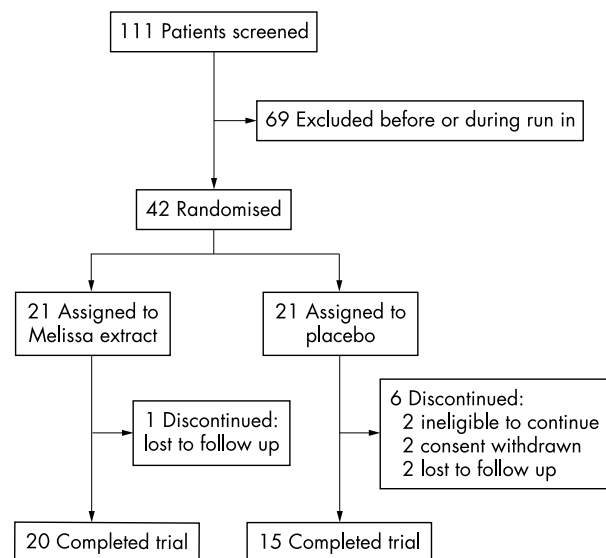 111 Patients screened
69 Excluded before or during run in
42 Randomised
21 Assigned to
Melissa extract
21 Assigned to
placebo
1 Discontinued:
lost to follow up
6 Discontinued:
2 ineligible to continue
2 consent withdrawn
2 lost to follow up
20 Completed trial
15 Completed trial